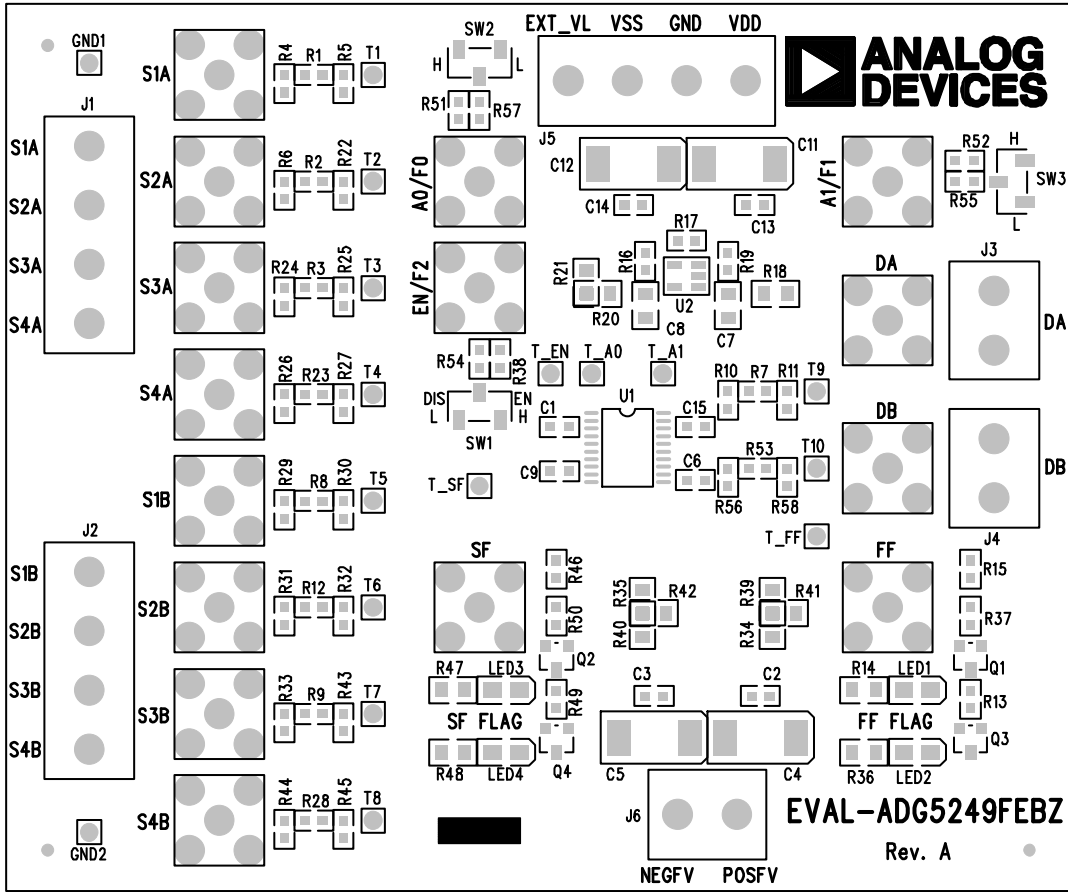 GND1
J1
S1A
S2A
S3A
S4A
J2
S1B
S2B
S3B
S4B
GND2
S1A
R4
R1
R5
T1
S2A
R6
R2
R22
T2
S3A
R24
R3
R25
T3
S4A
R26
R23
R27
T4
S1B
R29
R8
R30
T5
S2B
R31
R12
R32
T6
S3B
R33
R9
R43
T7
S4B
R44
R28
R45
T8
SW2
H
L
R51
R57
A0/F0
EN/F2
R54
R38
DIS
EN
L
H
SW1
T_SF
EXT_VL VSS GND VDD
J5
C12
C11
C14
C13
R17
R16
R19
R21
R20
U2
C8
C7
R18
T_EN
T_A0
T_A1
U1
C1
C15
C9
C6
R10
R7
R11
T9
R53
T10
R56
R58
T_FF
ANALOG
DEVICES
A1/F1
R52
R55
H
SW3
L
DA
J3
DA
DB
DB
J4
SF
R46
R50
Q2
R47
LED3
R49
SF FLAG
R48
LED4
Q4
R35
R42
R40
R39
R41
R34
C3
C2
C5
C4
J6
NEGFV POSFV
FF
R15
R37
Q1
R14
LED1
R13
FF FLAG
R36
LED2
Q3
EVAL-ADG5249FEBZ
Rev. A